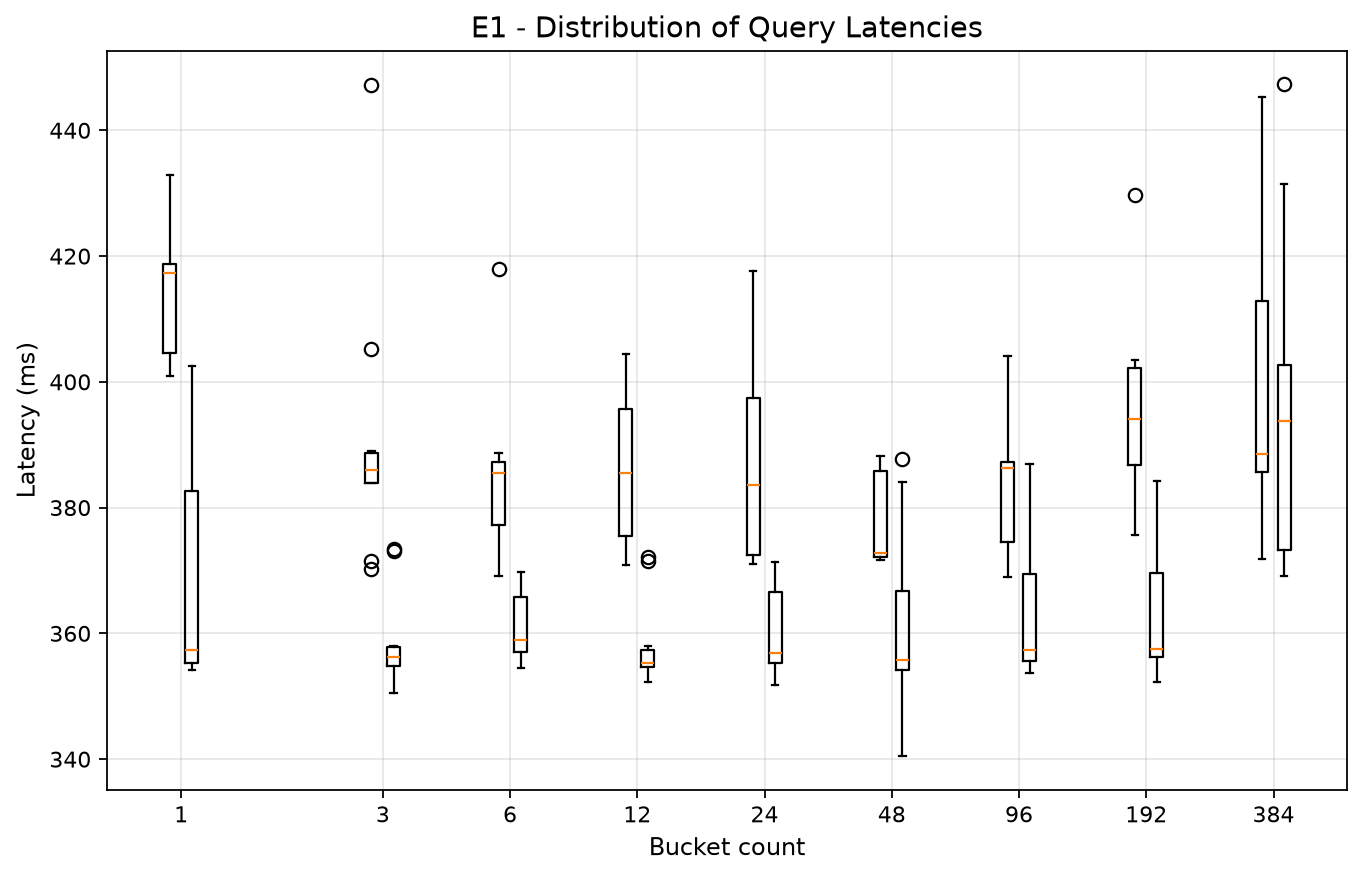 E1 - Distribution of Query Latencies
Latency (ms)
440
420
400
380
360
340
1 3 6 12 24 48 96 192 384
Bucket count